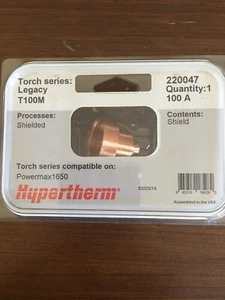 Torch series:
Legacy
T100M
220047
Quantity:1
100 A
Processes:
Shielded
Contents:
Shield
Torch series compatible on:
Powermax1650
Hypertherm
Assembled in the USA